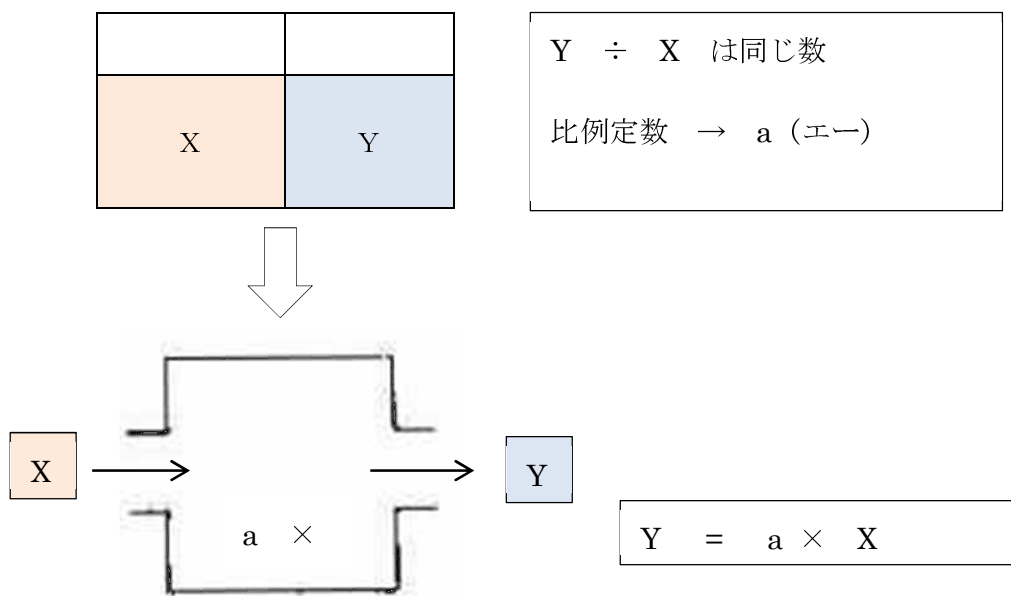 X Y
Y ÷ X は同じ数
比例定数 → a（エー）
X
Y
a ×
Y = a × X